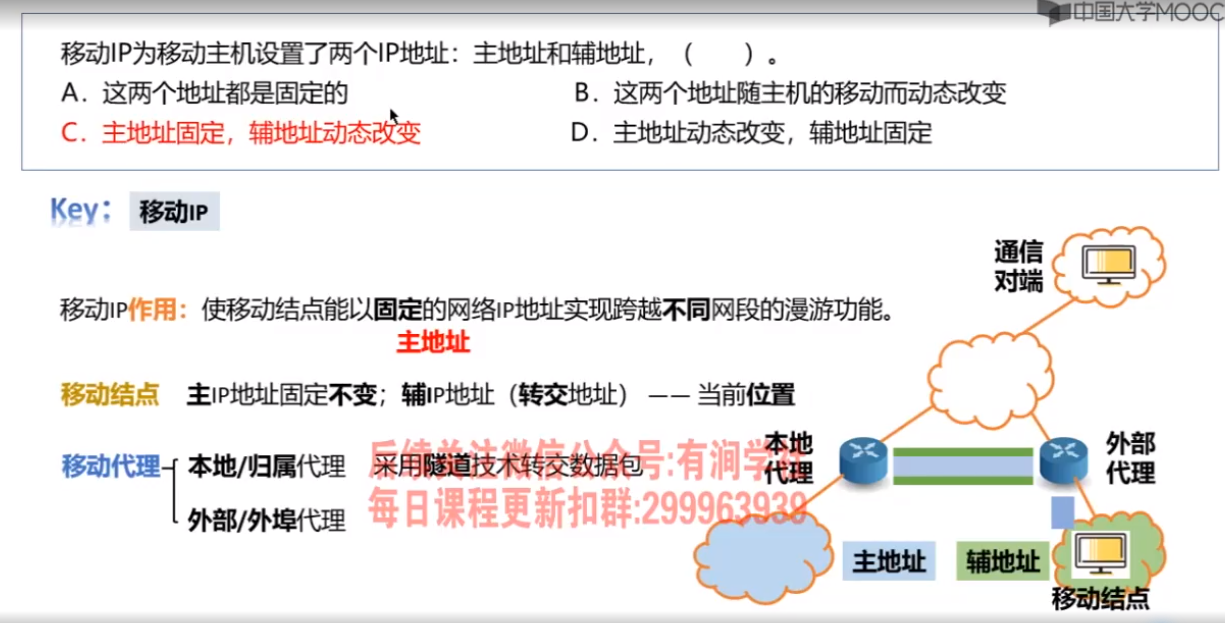 中国大学MOOC
移动IP为移动主机设置了两个IP地址：主地址和辅地址，（　　）。
A．这两个地址都是固定的
B．这两个地址随主机的移动而动态改变
C．主地址固定，辅地址动态改变
D．主地址动态改变，辅地址固定
Key： 移动IP
移动IP作用：使移动结点能以固定的网络IP地址实现跨越不同网段的漫游功能。
主地址
移动结点 主IP地址固定不变；辅IP地址（转交地址）—— 当前位置
移动代理 本地/归属代理 采用隧道技术转交数据包
外部/外埠代理
后续关注微信公众号:有涧学
每日课程更新扣群:299963938
通信
对端
本地
代理
外部
代理
主地址
辅地址
移动结点